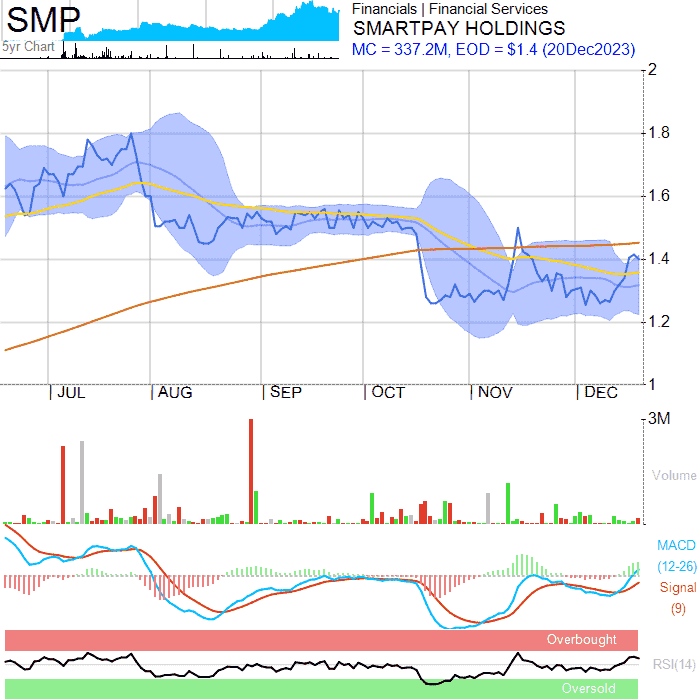 SMP
5yr Chart
Financials | Financial Services
SMARTPAY HOLDINGS
MC = 337.2M, EOD = $1.4 (20Dec2023)
2
1.8
1.6
1.4
1.2
1
JUL AUG SEP OCT NOV DEC
3M
Volume
MACD
(12-26)
Signal
(9)
Overbought
RSI(14)
Oversold